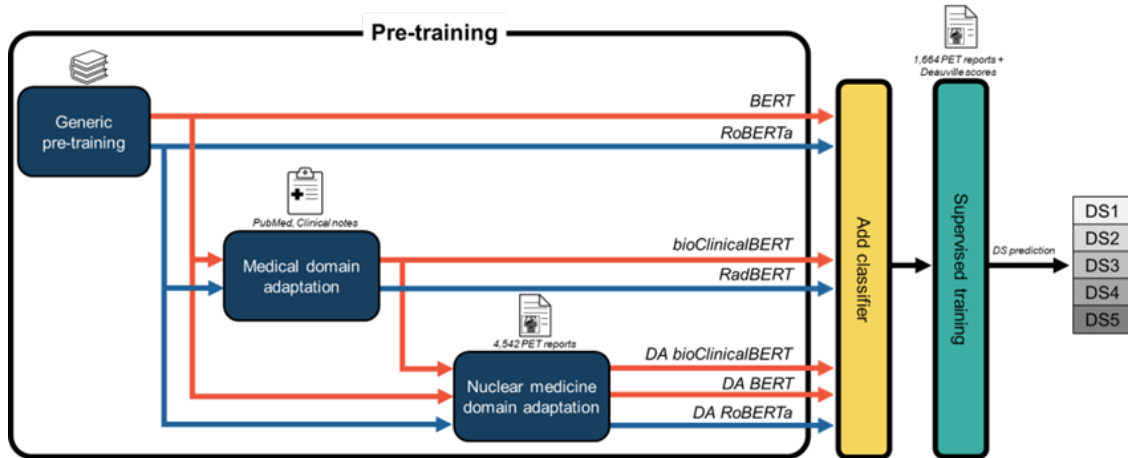 Pre-training
1,664 PET reports +
Deauville scores
Generic
pre-training
BERT
RoBERTa
PubMed, Clinical notes
Medical domain
adaptation
bioClinicalBERT
RadBERT
4,542 PET reports
Nuclear medicine
domain adaptation
DA bioClinicalBERT
DA BERT
DA RoBERTa
Add classifier
Supervised training
DS prediction
DS1
DS2
DS3
DS4
DS5